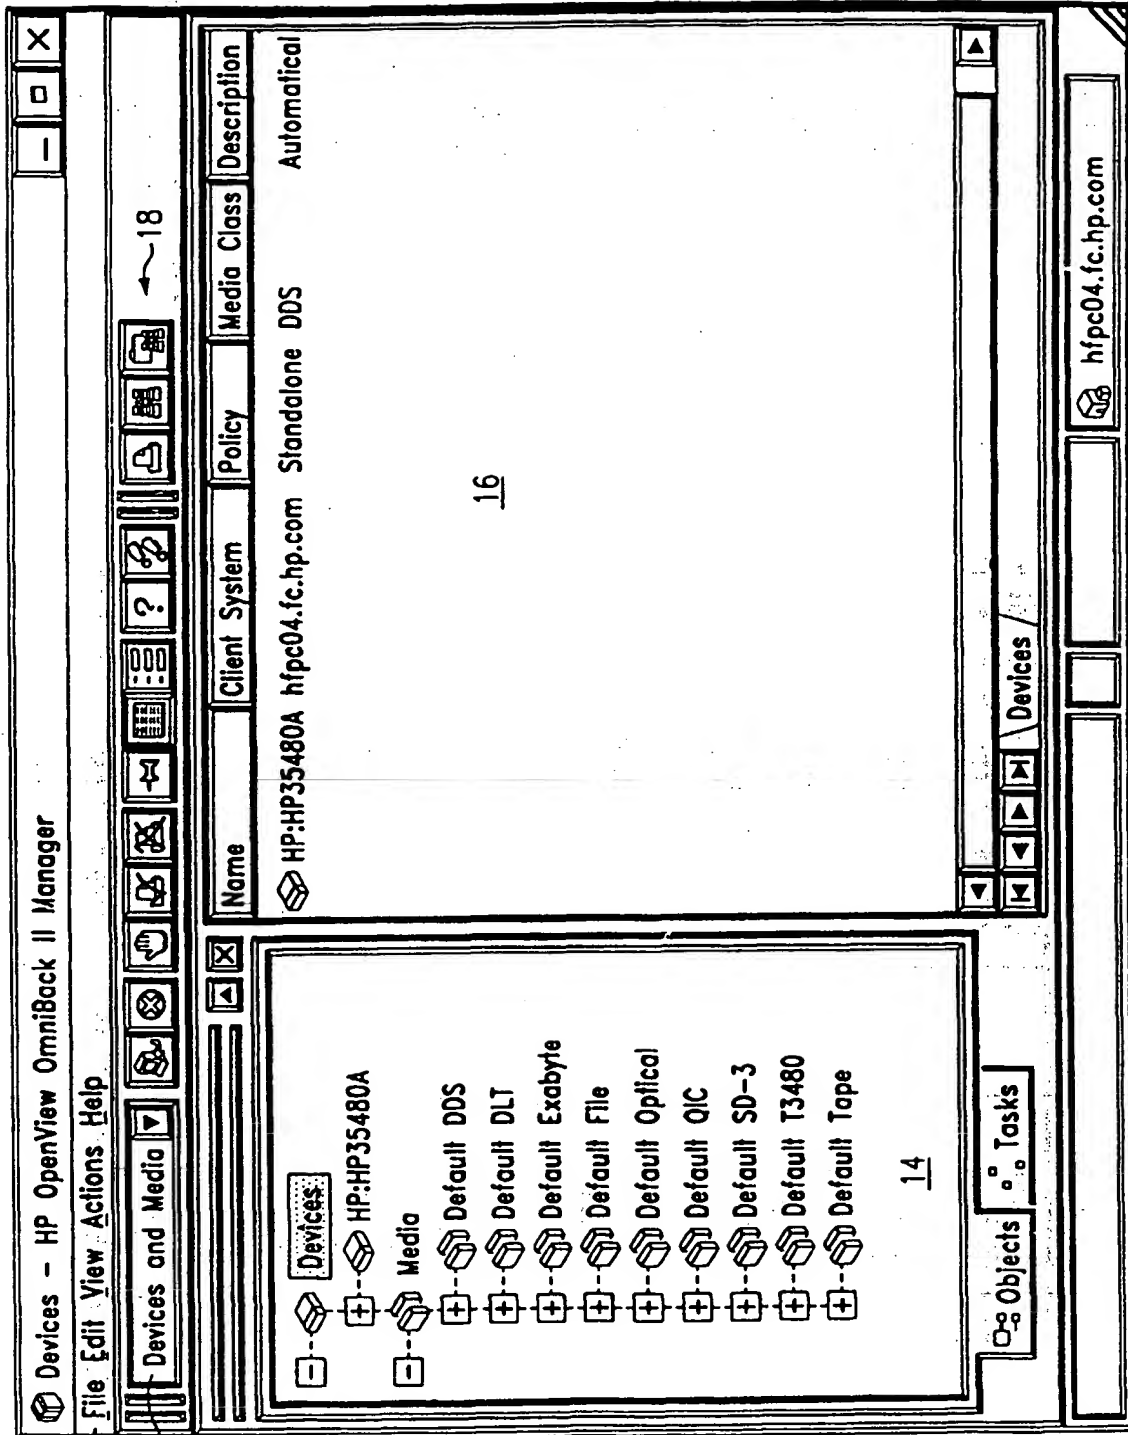 Devices – HP OpenView OmniBack II Manager
File Edit View Actions Help
Devices and Media
?
18
Devices
HP:HP35480A
Media
Default DDS
Default DLT
Default Exabyte
Default File
Default Optical
Default QIC
Default SD-3
Default T3480
Default Tape
14
Objects Tasks
Name Client System Policy Media Class Description
HP:HP35480A hfpc04.fc.hp.com Standalone DDS Automatical
16
Devices
hfpc04.fc.hp.com